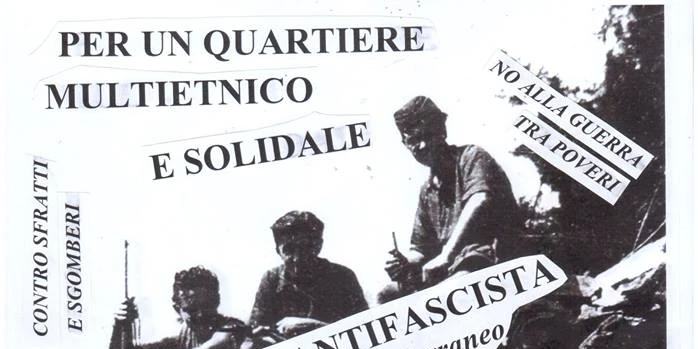 PER UN QUARTIERE
MULTIETNICO
E SOLIDALE
NO ALLA GUERRA
TRA POVERI
CONTRO SFRATTI
E SGOMBERI
ANTIFASCISTA